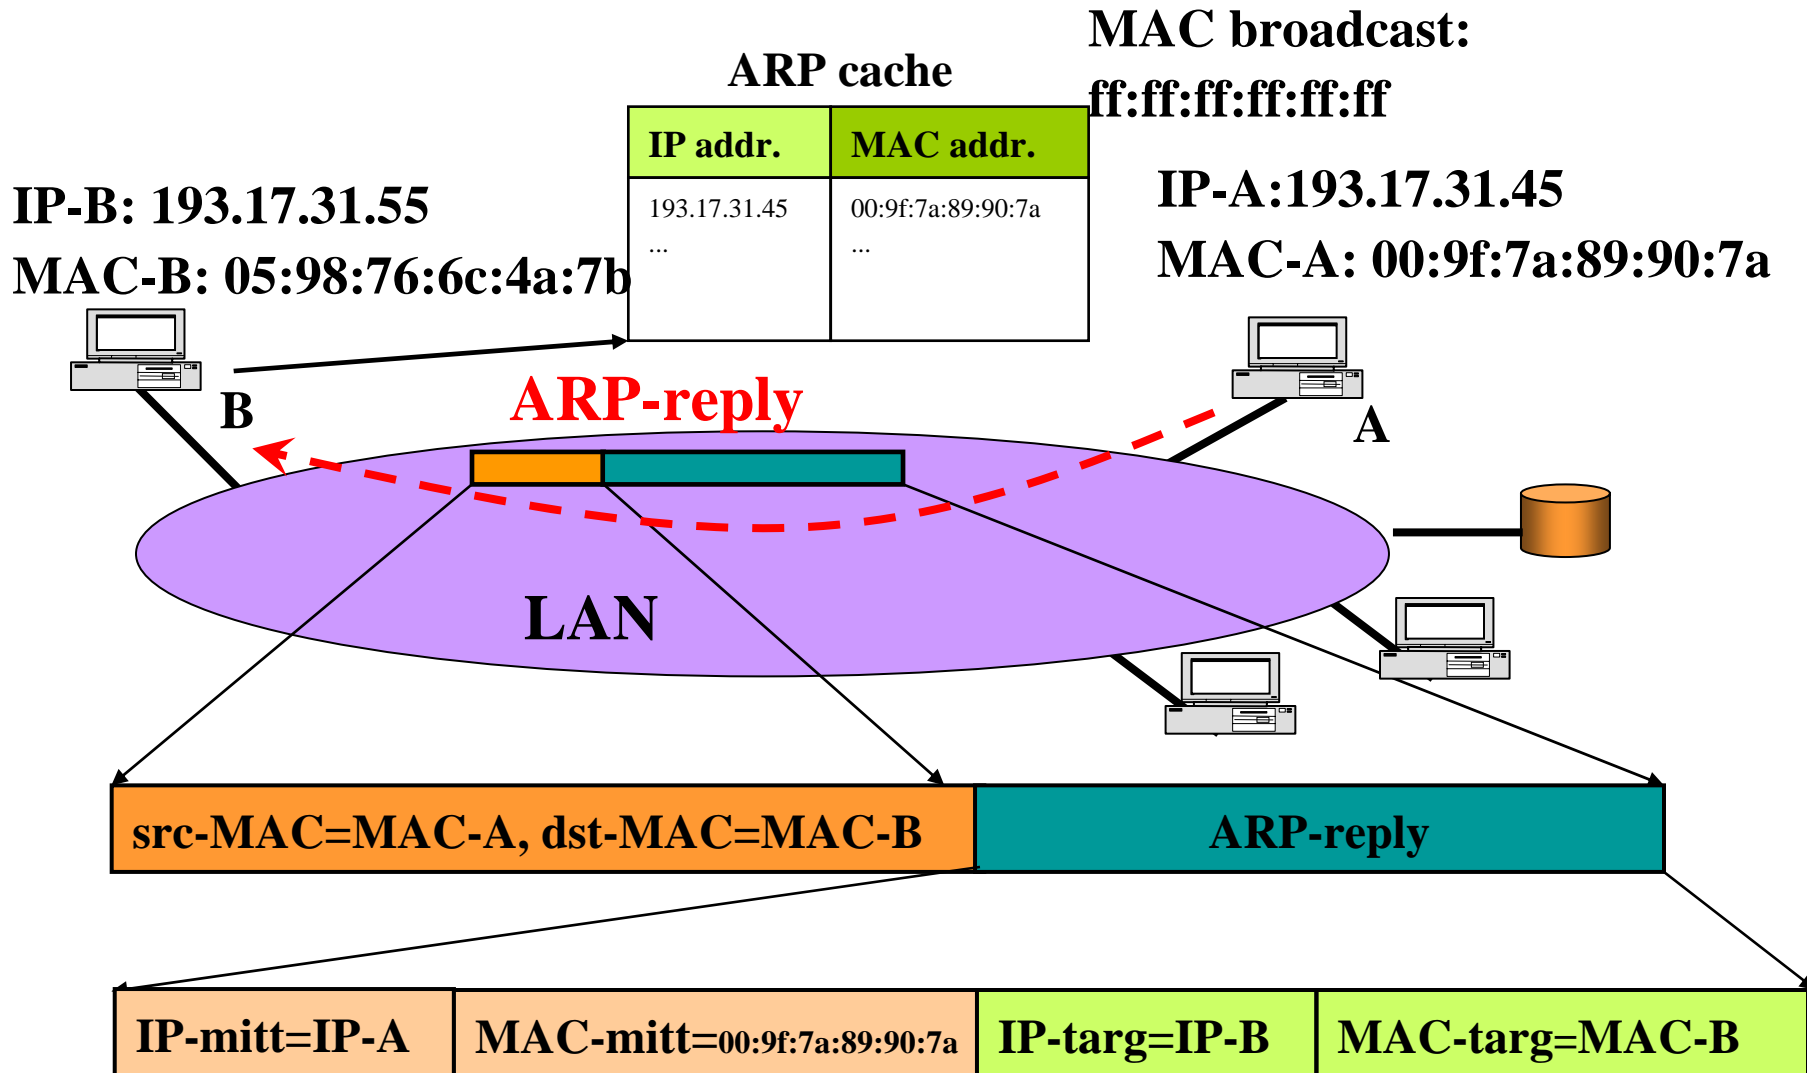 MAC broadcast:
ff:ff:ff:ff:ff:ff
ARP cache
IP addr. MAC addr.
193.17.31.45 00:9f:7a:89:90:7a
... ...
IP-B: 193.17.31.55
MAC-B: 05:98:76:6c:4a:7b
IP-A:193.17.31.45
MAC-A: 00:9f:7a:89:90:7a
B
ARP-reply
A
LAN
src-MAC=MAC-A, dst-MAC=MAC-B ARP-reply
IP-mitt=IP-A MAC-mitt=00:9f:7a:89:90:7a IP-targ=IP-B MAC-targ=MAC-B